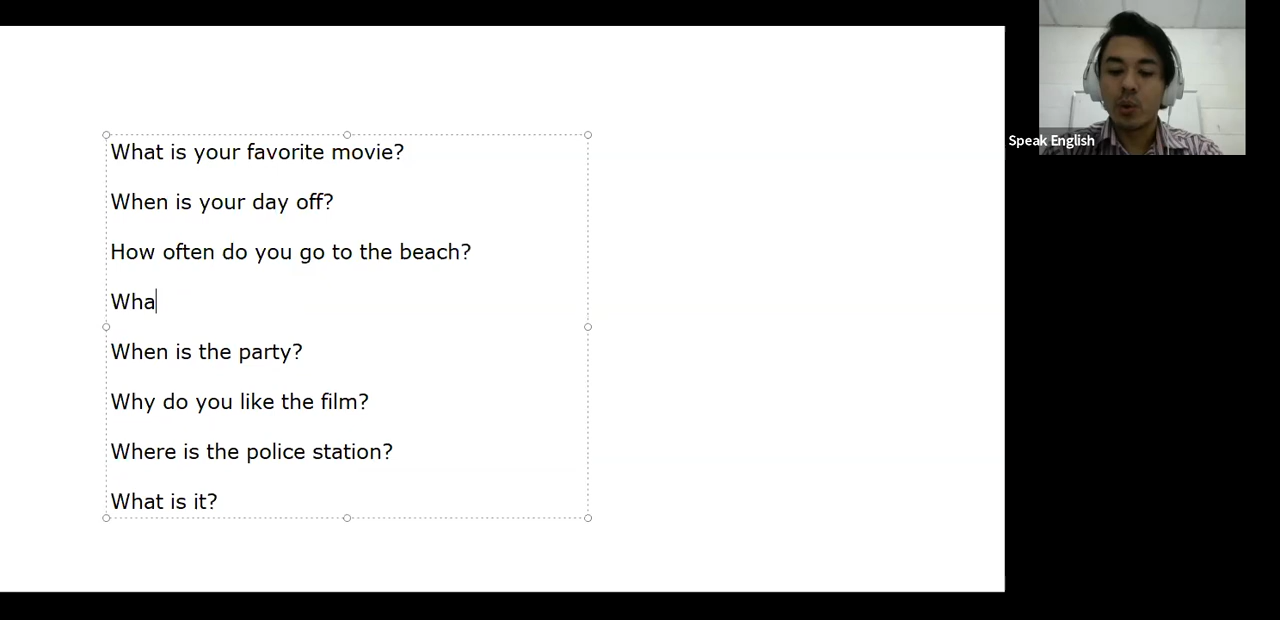 What is your favorite movie?
When is your day off?
How often do you go to the beach?
Wha
When is the party?
Why do you like the film?
Where is the police station?
What is it?
Speak English